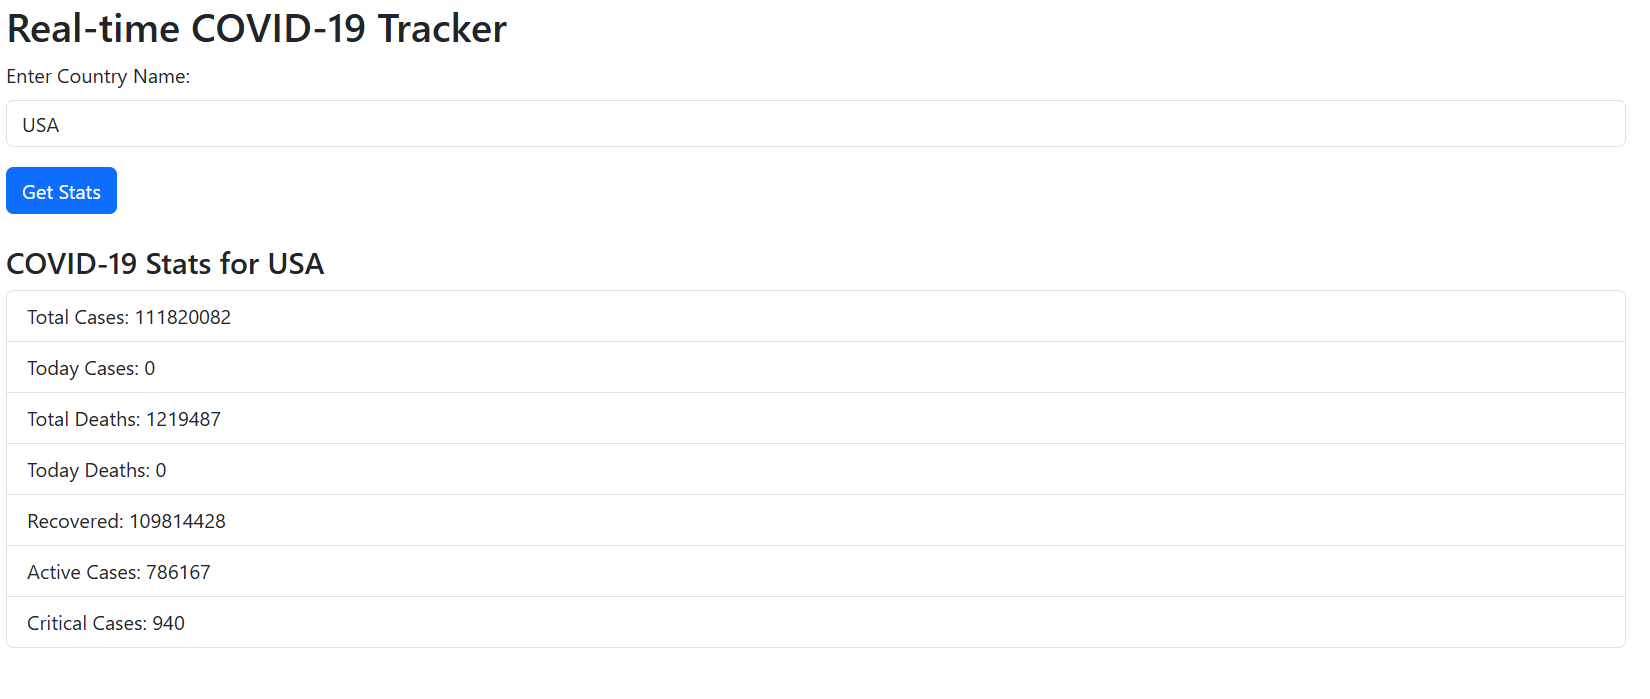 Real-time COVID-19 Tracker
Enter Country Name:
USA
Get Stats
COVID-19 Stats for USA
Total Cases: 111820082
Today Cases: 0
Total Deaths: 1219487
Today Deaths: 0
Recovered: 109814428
Active Cases: 786167
Critical Cases: 940